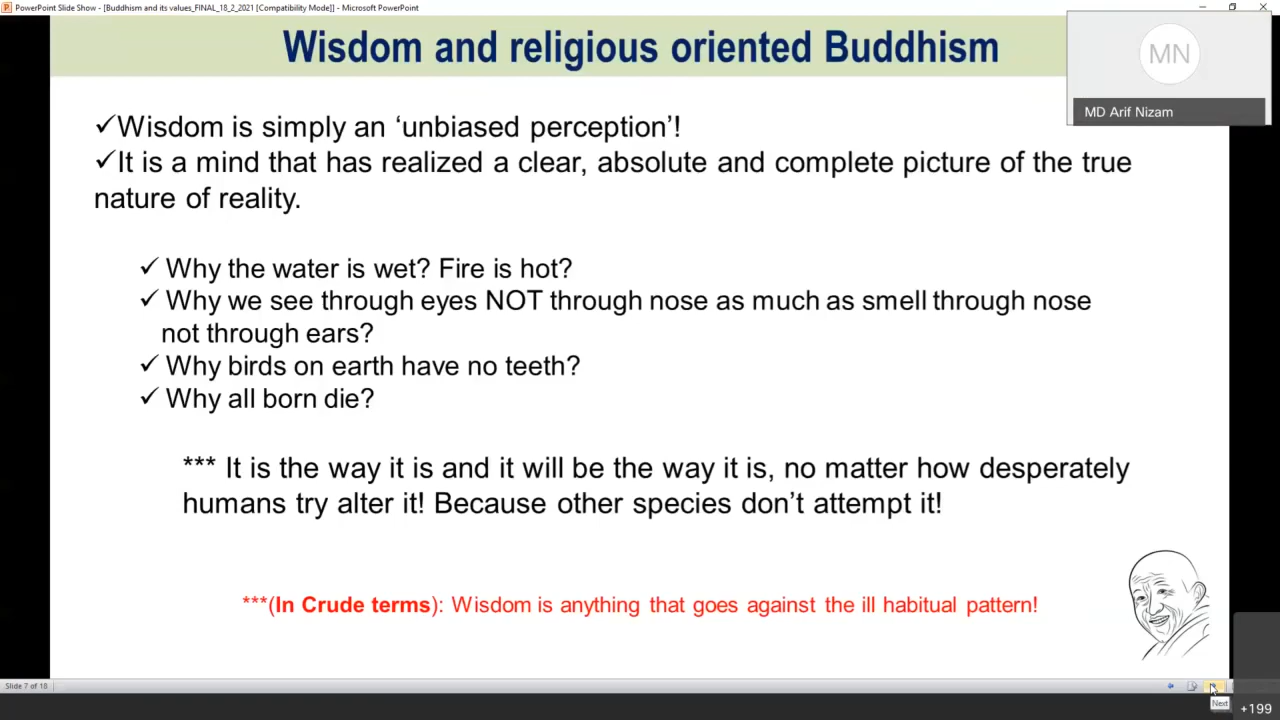 PowerPoint Slide Show - [Buddhism and its values_FINAL_18_2_2021 [Compatibility Mode]] - Microsoft PowerPoint
Wisdom and religious oriented Buddhism
MN
MD Arif Nizam
✓Wisdom is simply an ‘unbiased perception’!
✓It is a mind that has realized a clear, absolute and complete picture of the true
nature of reality.
✓ Why the water is wet? Fire is hot?
✓ Why we see through eyes NOT through nose as much as smell through nose
not through ears?
✓ Why birds on earth have no teeth?
✓ Why all born die?
*** It is the way it is and it will be the way it is, no matter how desperately
humans try alter it! Because other species don’t attempt it!
***(In Crude terms): Wisdom is anything that goes against the ill habitual pattern!
Slide 7 of 18
Next
+199